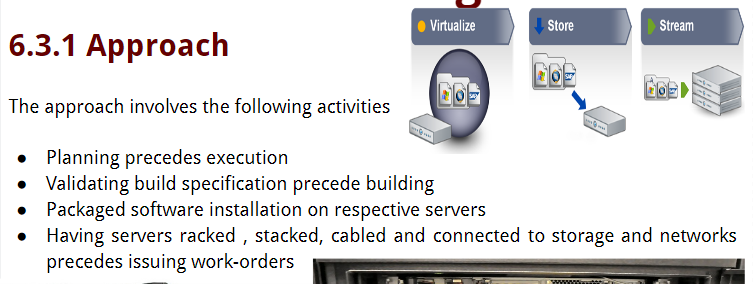 Virtualize
Store
Stream
6.3.1 Approach
The approach involves the following activities
● Planning precedes execution
● Validating build specification precede building
● Packaged software installation on respective servers
● Having servers racked , stacked, cabled and connected to storage and networks
precedes issuing work-orders